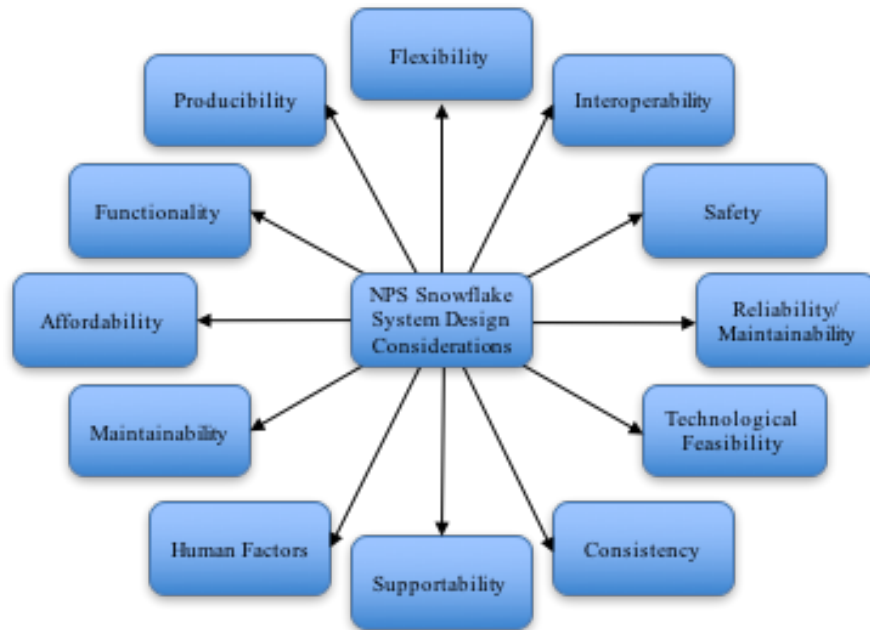 Flexibility
Producibility
Interoperability
Functionality
Safety
NPS Snowflake
System Design
Considerations
Affordability
Reliability/
Maintainability
Maintainability
Technological
Feasibility
Human Factors
Consistency
Supportability